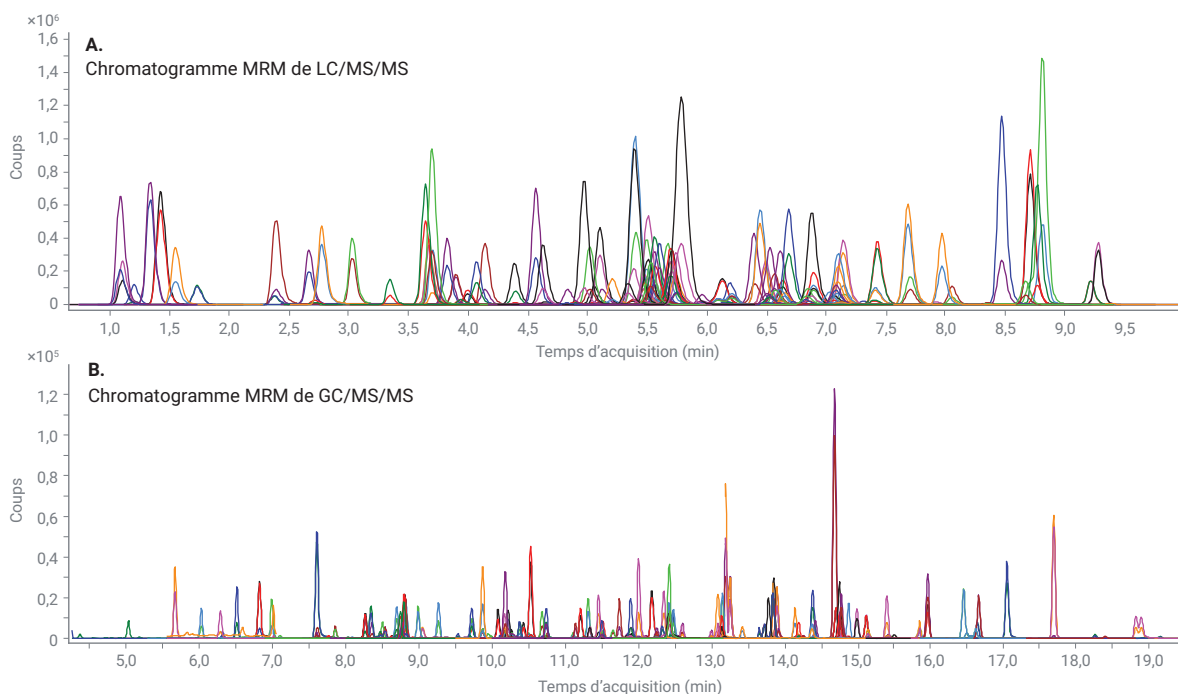 ×10⁶
A.
Chromatogramme MRM de LC/MS/MS
Coups
1,6
1,4
1,2
1,0
0,8
0,6
0,4
0,2
0
1,0 1,5 2,0 2,5 3,0 3,5 4,0 4,5 5,0 5,5 6,0 6,5 7,0 7,5 8,0 8,5 9,0 9,5
Temps d’acquisition (min)
×10⁵
B.
Chromatogramme MRM de GC/MS/MS
Coups
1,2
1,0
0,8
0,6
0,4
0,2
0
5,0 6,0 7,0 8,0 9,0 10,0 11,0 12,0 13,0 14,0 15,0 16,0 17,0 18,0 19,0
Temps d’acquisition (min)